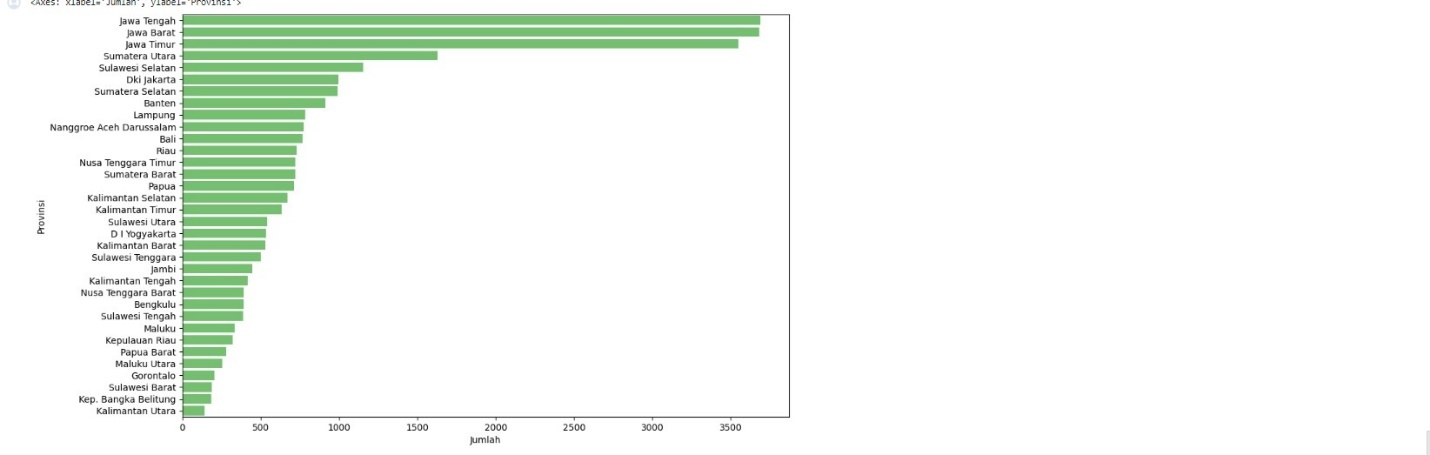 <Axes: xlabel='Jumlah', ylabel='Provinsi'>
Jawa Tengah
Jawa Barat
Jawa Timur
Sumatera Utara
Sulawesi Selatan
Dki Jakarta
Sumatera Selatan
Banten
Lampung
Nanggroe Aceh Darussalam
Bali
Riau
Nusa Tenggara Timur
Sumatera Barat
Papua
Kalimantan Selatan
Kalimantan Timur
Sulawesi Utara
D I Yogyakarta
Kalimantan Barat
Sulawesi Tenggara
Jambi
Kalimantan Tengah
Nusa Tenggara Barat
Bengkulu
Sulawesi Tengah
Maluku
Kepulauan Riau
Papua Barat
Maluku Utara
Gorontalo
Sulawesi Barat
Kep. Bangka Belitung
Kalimantan Utara
Provinsi
0 500 1000 1500 2000 2500 3000 3500
Jumlah